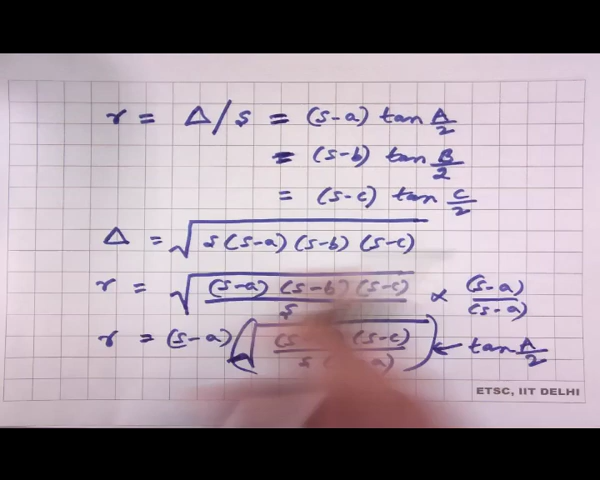 r = Δ/s = (s-a) tan A/2
= (s-b) tan B/2
= (s-c) tan C/2
Δ = √s(s-a)(s-b)(s-c)
r = √(s-a)(s-b)(s-c)/s × (s-a)/(s-a)
r = (s-a) (√(s (s-c)/s a)) ← tan A/2
ETSC, IIT DELHI